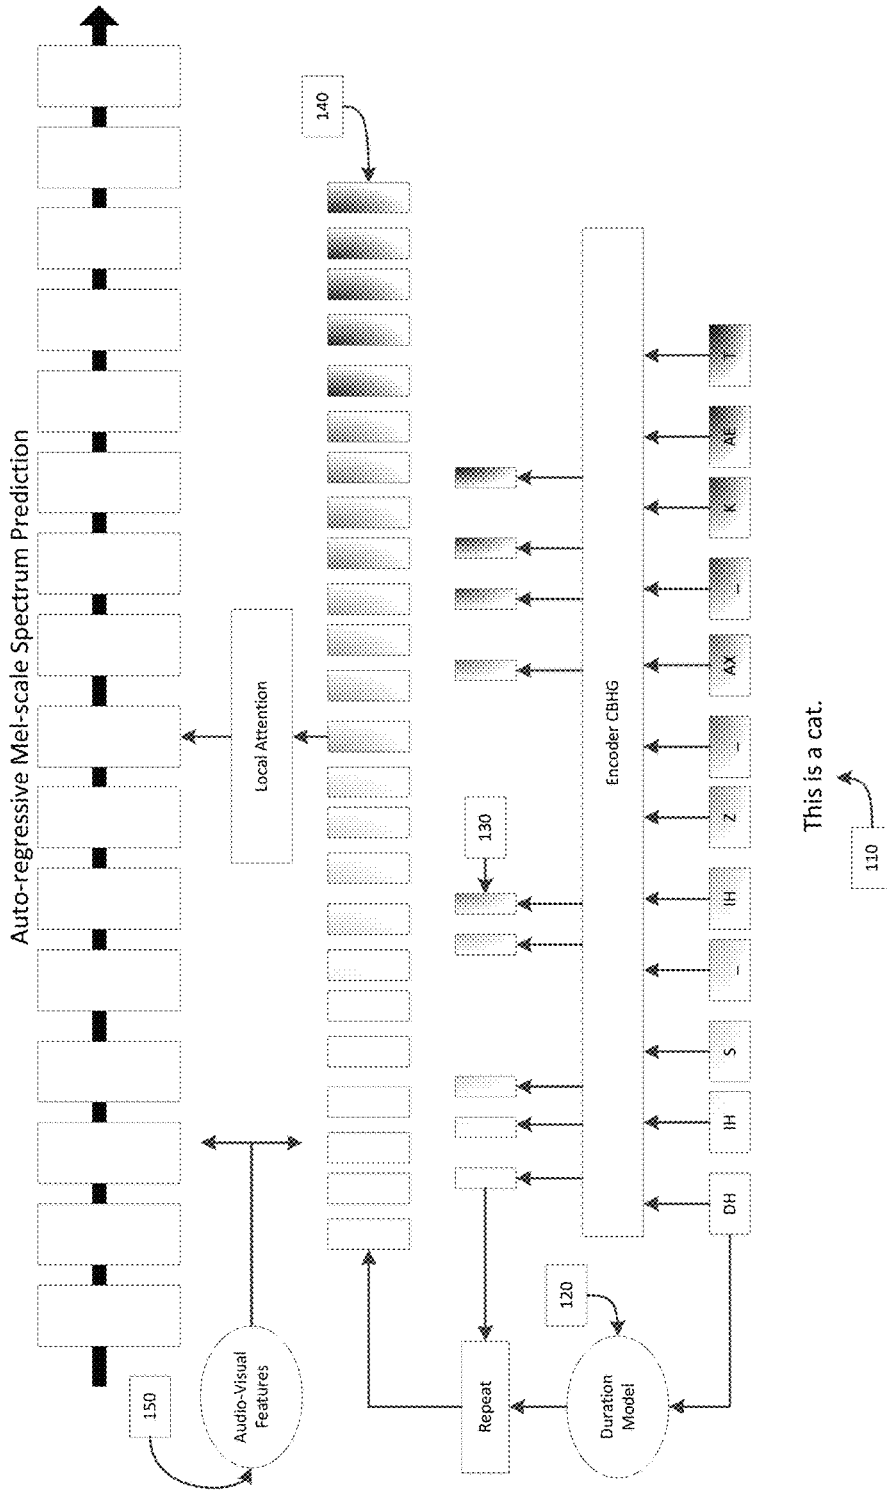 Auto-regressive Mel-scale Spectrum Prediction
150
Audio-Visual
Features
Local Attention
140
Repeat
130
120
Duration
Model
Encoder CBHG
DH
IH
S
_
IH
Z
_
AX
_
K
AE
T
This is a cat.
110